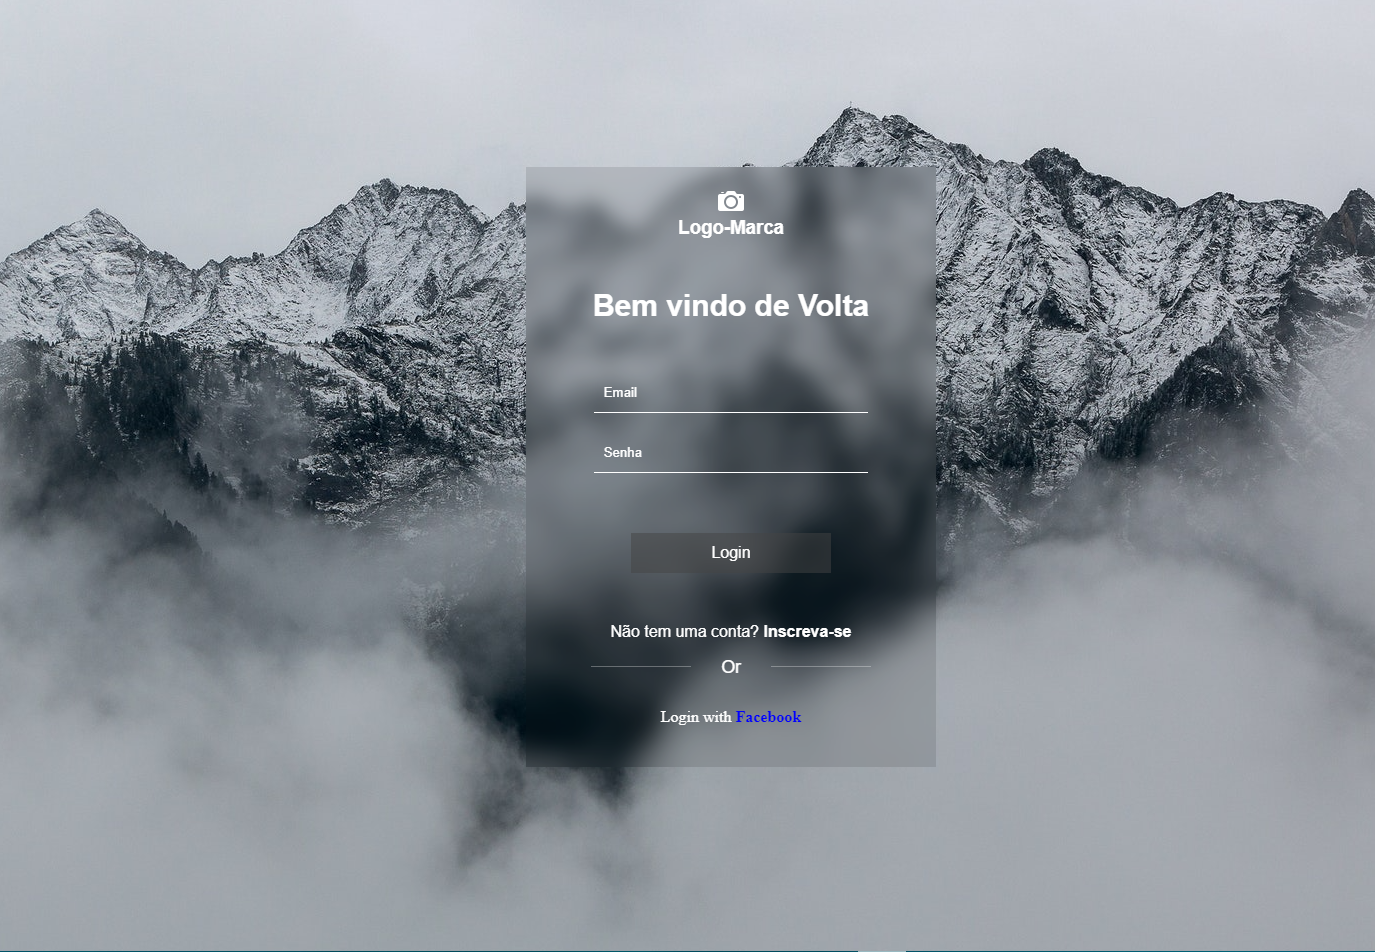 Logo-Marca
Bem vindo de Volta
Email
Senha
Login
Não tem uma conta? Inscreva-se
Or
Login with Facebook